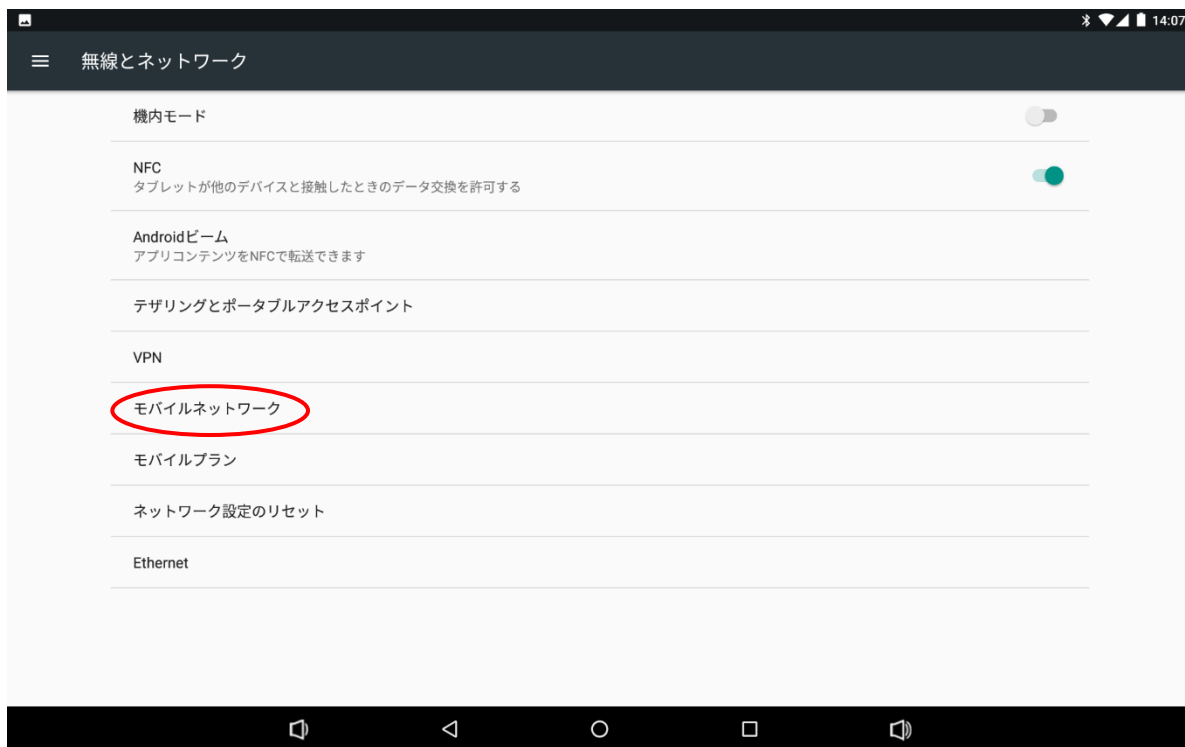 14:07
無線とネットワーク
機内モード
NFC
タブレットが他のデバイスと接触したときのデータ交換を許可する
Androidビーム
アプリコンテンツをNFCで転送できます
テザリングとポータブルアクセスポイント
VPN
モバイルネットワーク
モバイルプラン
ネットワーク設定のリセット
Ethernet